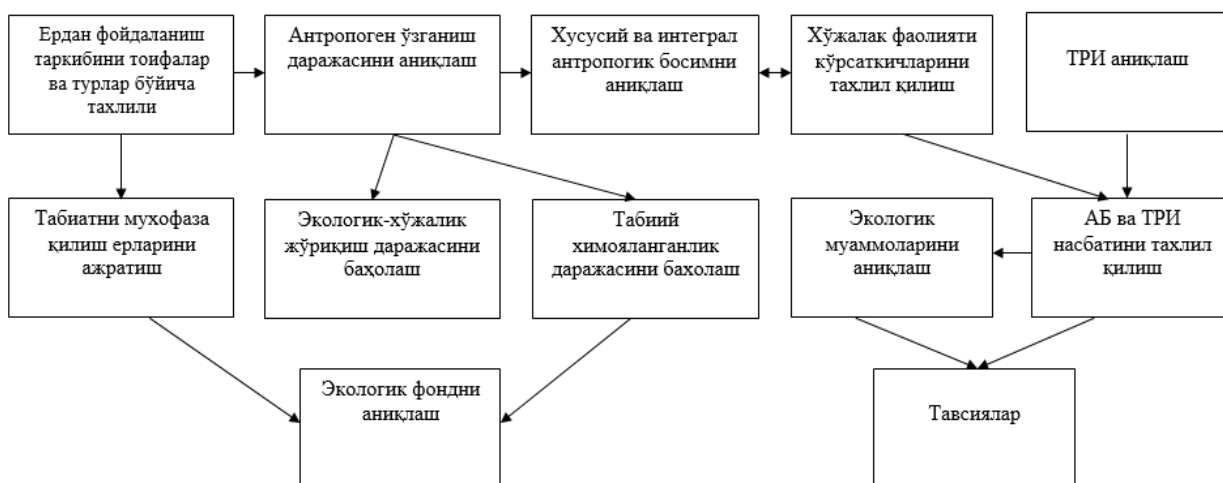 Ердан фойдаланиш
таркибини тоифалар
ва турлар бўйича
тахлили
Антропоген ўзганиш
даражасини аниқлаш
Хусусий ва интеграл
антропогик босимни
аниқлаш
Хўжалак фаолияти
кўрсаткичларини
тахлил қилиш
ТРИ аниқлаш
Табиатни мухофаза
қилиш ерларини
ажратиш
Экологик-хўжалик
жўриқиш даражасини
баҳолаш
Табиий
химояланганлик
даражасини бахолаш
Экологик
муаммоларини
аниқлаш
АБ ва ТРИ
насбатини тахлил
қилиш
Экологик фондни
аниқлаш
Тавсиялар